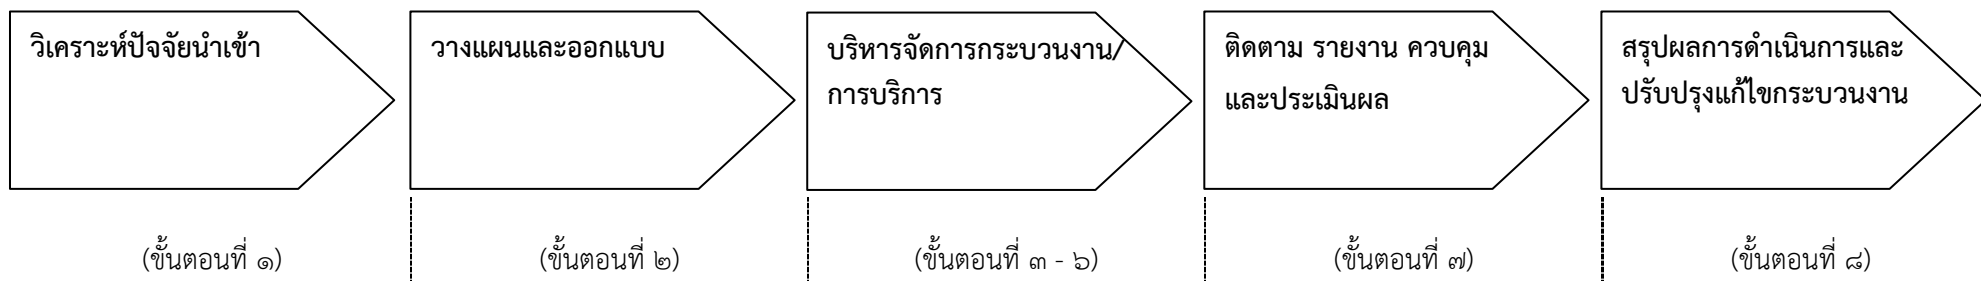 วิเคราะห์ปัจจัยนำเข้า
วางแผนและออกแบบ
บริหารจัดการกระบวนงาน/
การบริการ
ติดตาม รายงาน ควบคุม
และประเมินผล
สรุปผลการดำเนินการและ
ปรับปรุงแก้ไขกระบวนงาน
(ขั้นตอนที่ ๑)
(ขั้นตอนที่ ๒)
(ขั้นตอนที่ ๓ - ๖)
(ขั้นตอนที่ ๗)
(ขั้นตอนที่ ๘)